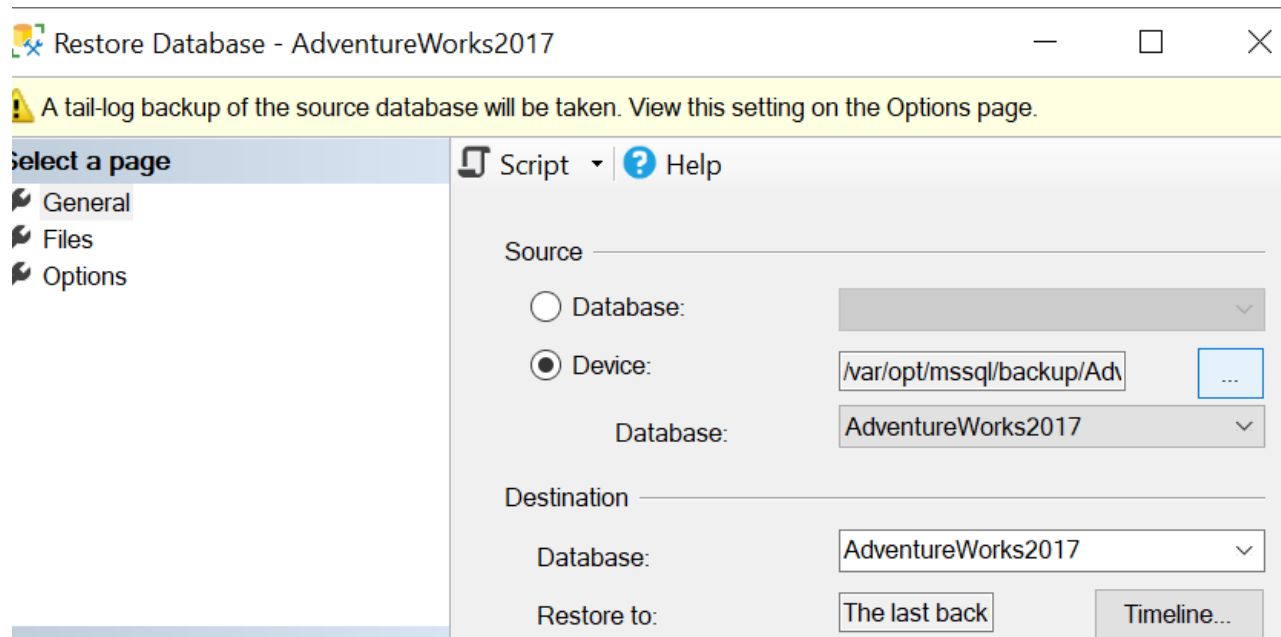 Restore Database - AdventureWorks2017
A tail-log backup of the source database will be taken. View this setting on the Options page.
Select a page
Script
Help
General
Files
Options
Source
Database:
Device:
/var/opt/mssql/backup/Adv
...
Database:
AdventureWorks2017
Destination
Database:
AdventureWorks2017
Restore to:
The last back
Timeline...